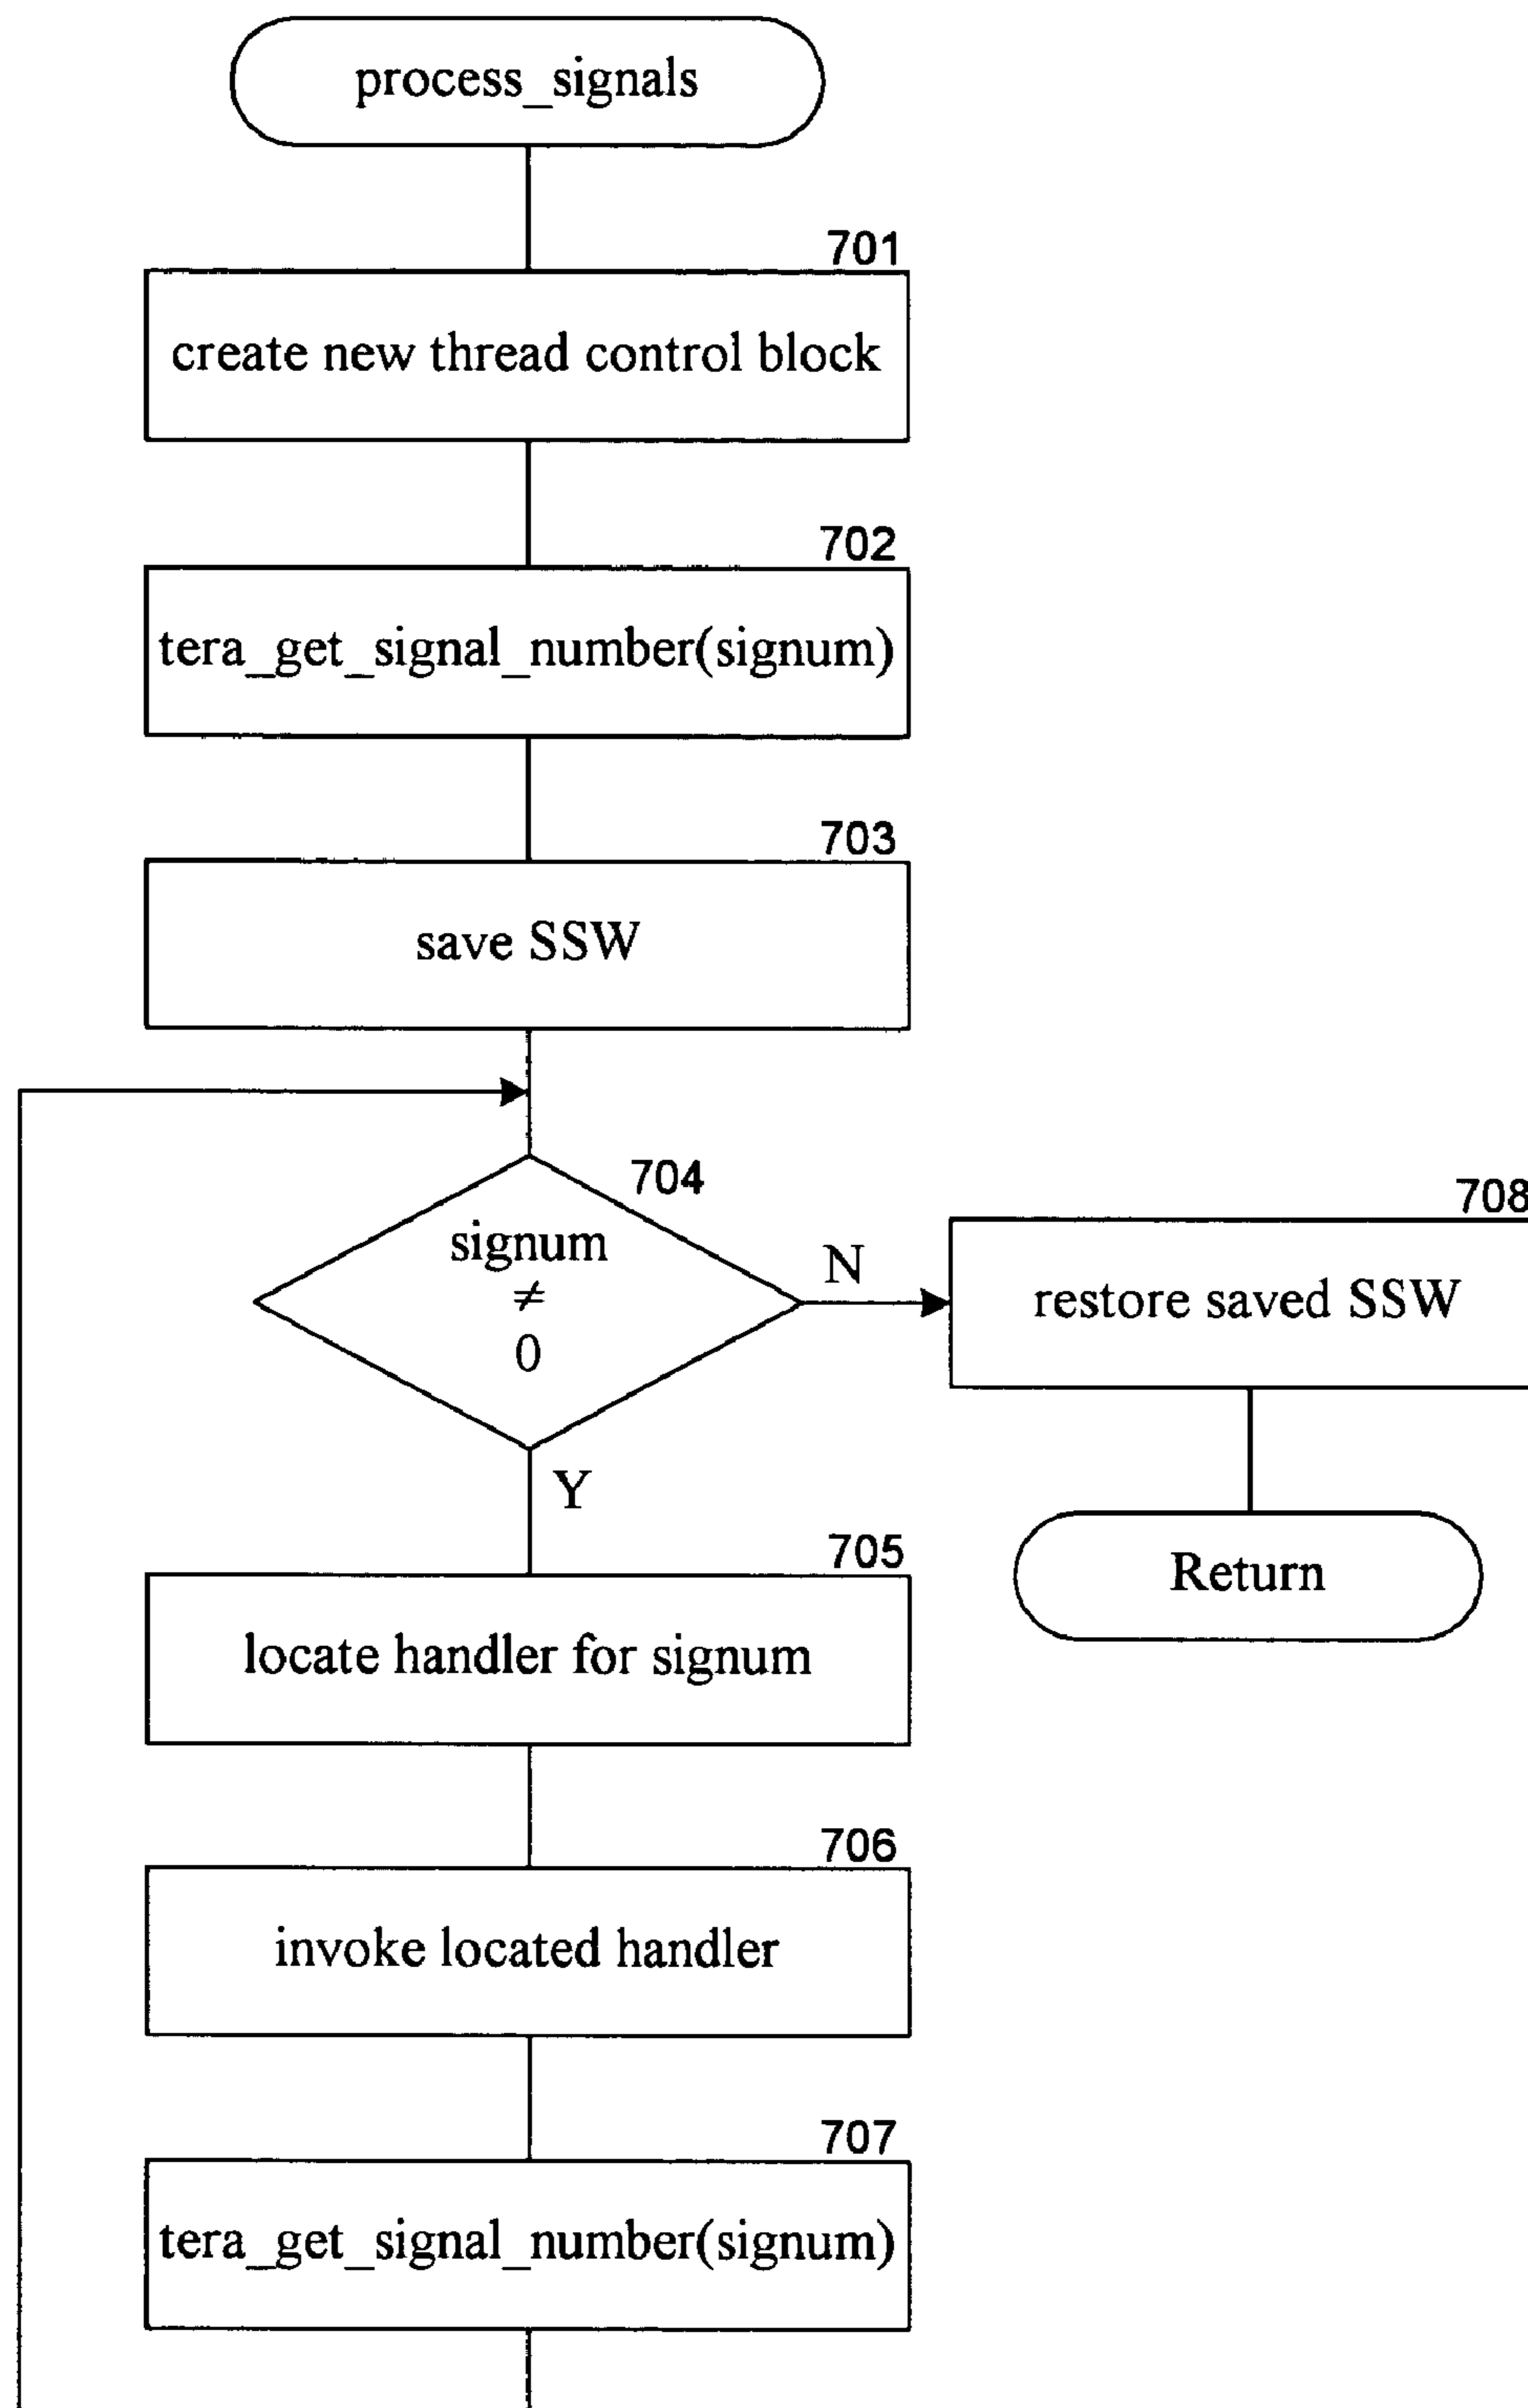 process_signals
701
create new thread control block
702
tera_get_signal_number(signum)
703
save SSW
704
signum
≠
0
N
708
restore saved SSW
Y
Return
705
locate handler for signum
706
invoke located handler
707
tera_get_signal_number(signum)